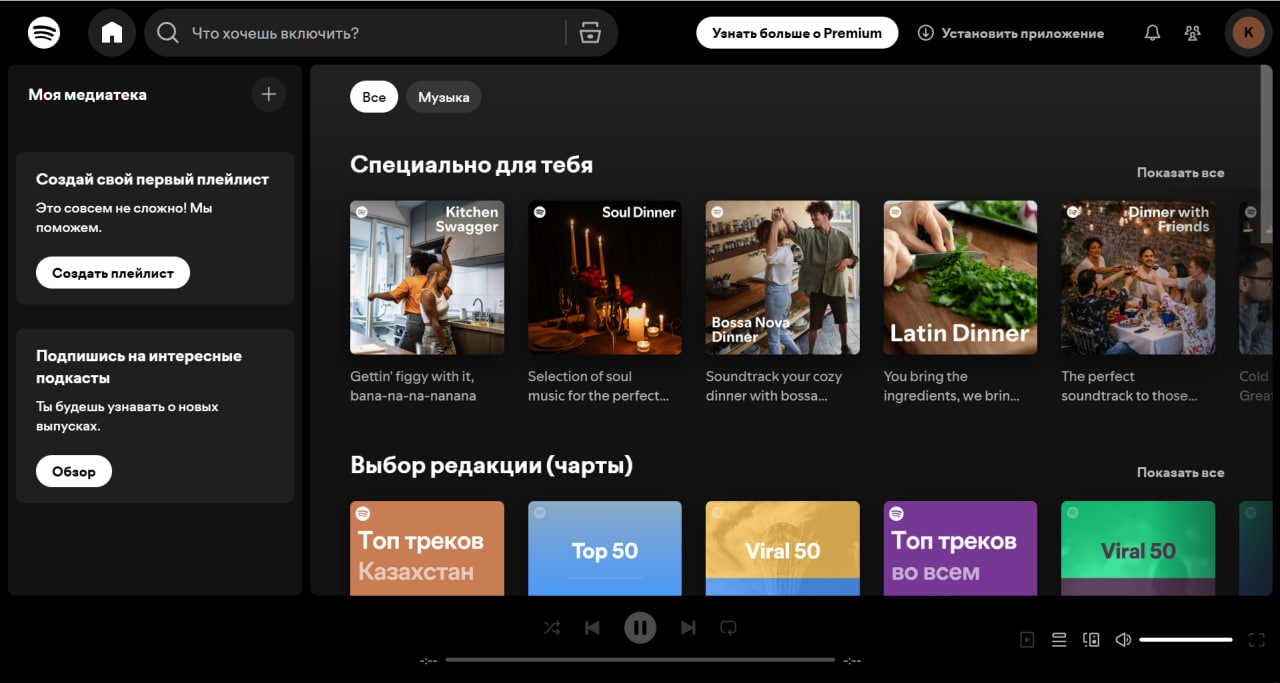 Что хочешь включить?
Узнать больше о Premium
Установить приложение
K
Моя медиатека
Создай свой первый плейлист
Это совсем не сложно! Мы
поможем.
Создать плейлист
Подпишись на интересные
подкасты
Ты будешь узнавать о новых
выпусках.
Обзор
Все
Музыка
Специально для тебя
Показать все
Kitchen
Swagger
Soul Dinner
Bossa Nova
Dinner
Latin Dinner
Dinner with
Friends
Gettin' figgy with it,
bana-na-na-nanana
Selection of soul
music for the perfect...
Soundtrack your cozy
dinner with bossa...
You bring the
ingredients, we brin...
The perfect
soundtrack to those...
Cold
Выбор редакции (чарты)
Показать все
Топ треков
Казахстан
Top 50
Viral 50
Топ треков
во всем
Viral 50
-:--
-:--